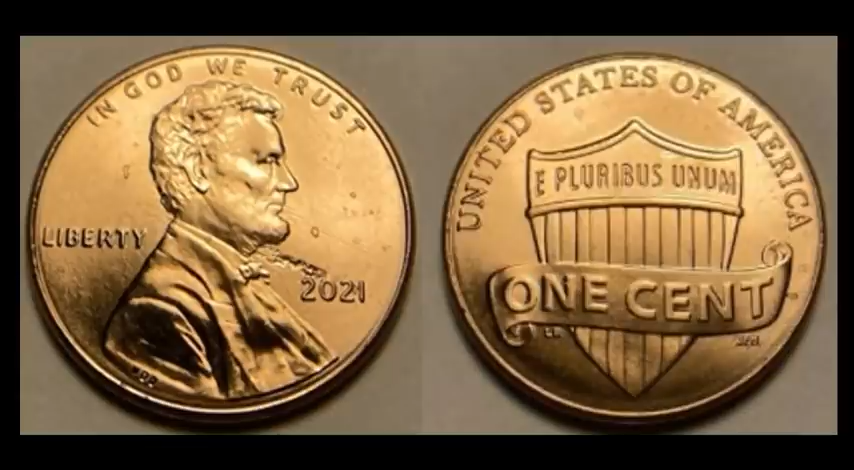 IN GOD WE TRUST
LIBERTY
2021
UNITED STATES OF AMERICA
E PLURIBUS UNUM
ONE CENT